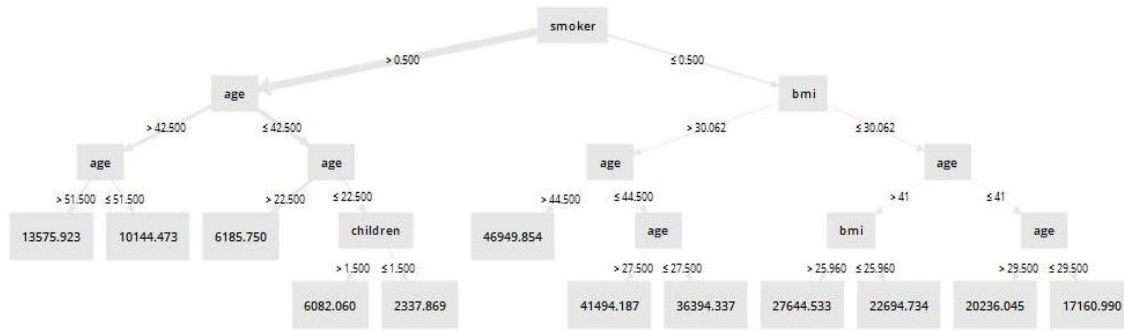 smoker
> 0.500 ≤ 0.500
age bmi
> 42.500 ≤ 42.500 > 30.062 ≤ 30.062
age age age age
> 51.500 ≤ 51.500 > 22.500 ≤ 22.500 > 44.500 ≤ 44.500 > 41 ≤ 41
13575.923 10144.473 6185.750 children 46949.854 age bmi age
> 1.500 ≤ 1.500 > 27.500 ≤ 27.500 > 25.960 ≤ 25.960 > 29.500 ≤ 29.500
6082.060 2337.869 41494.187 36394.337 27644.533 22694.734 20236.045 17160.990